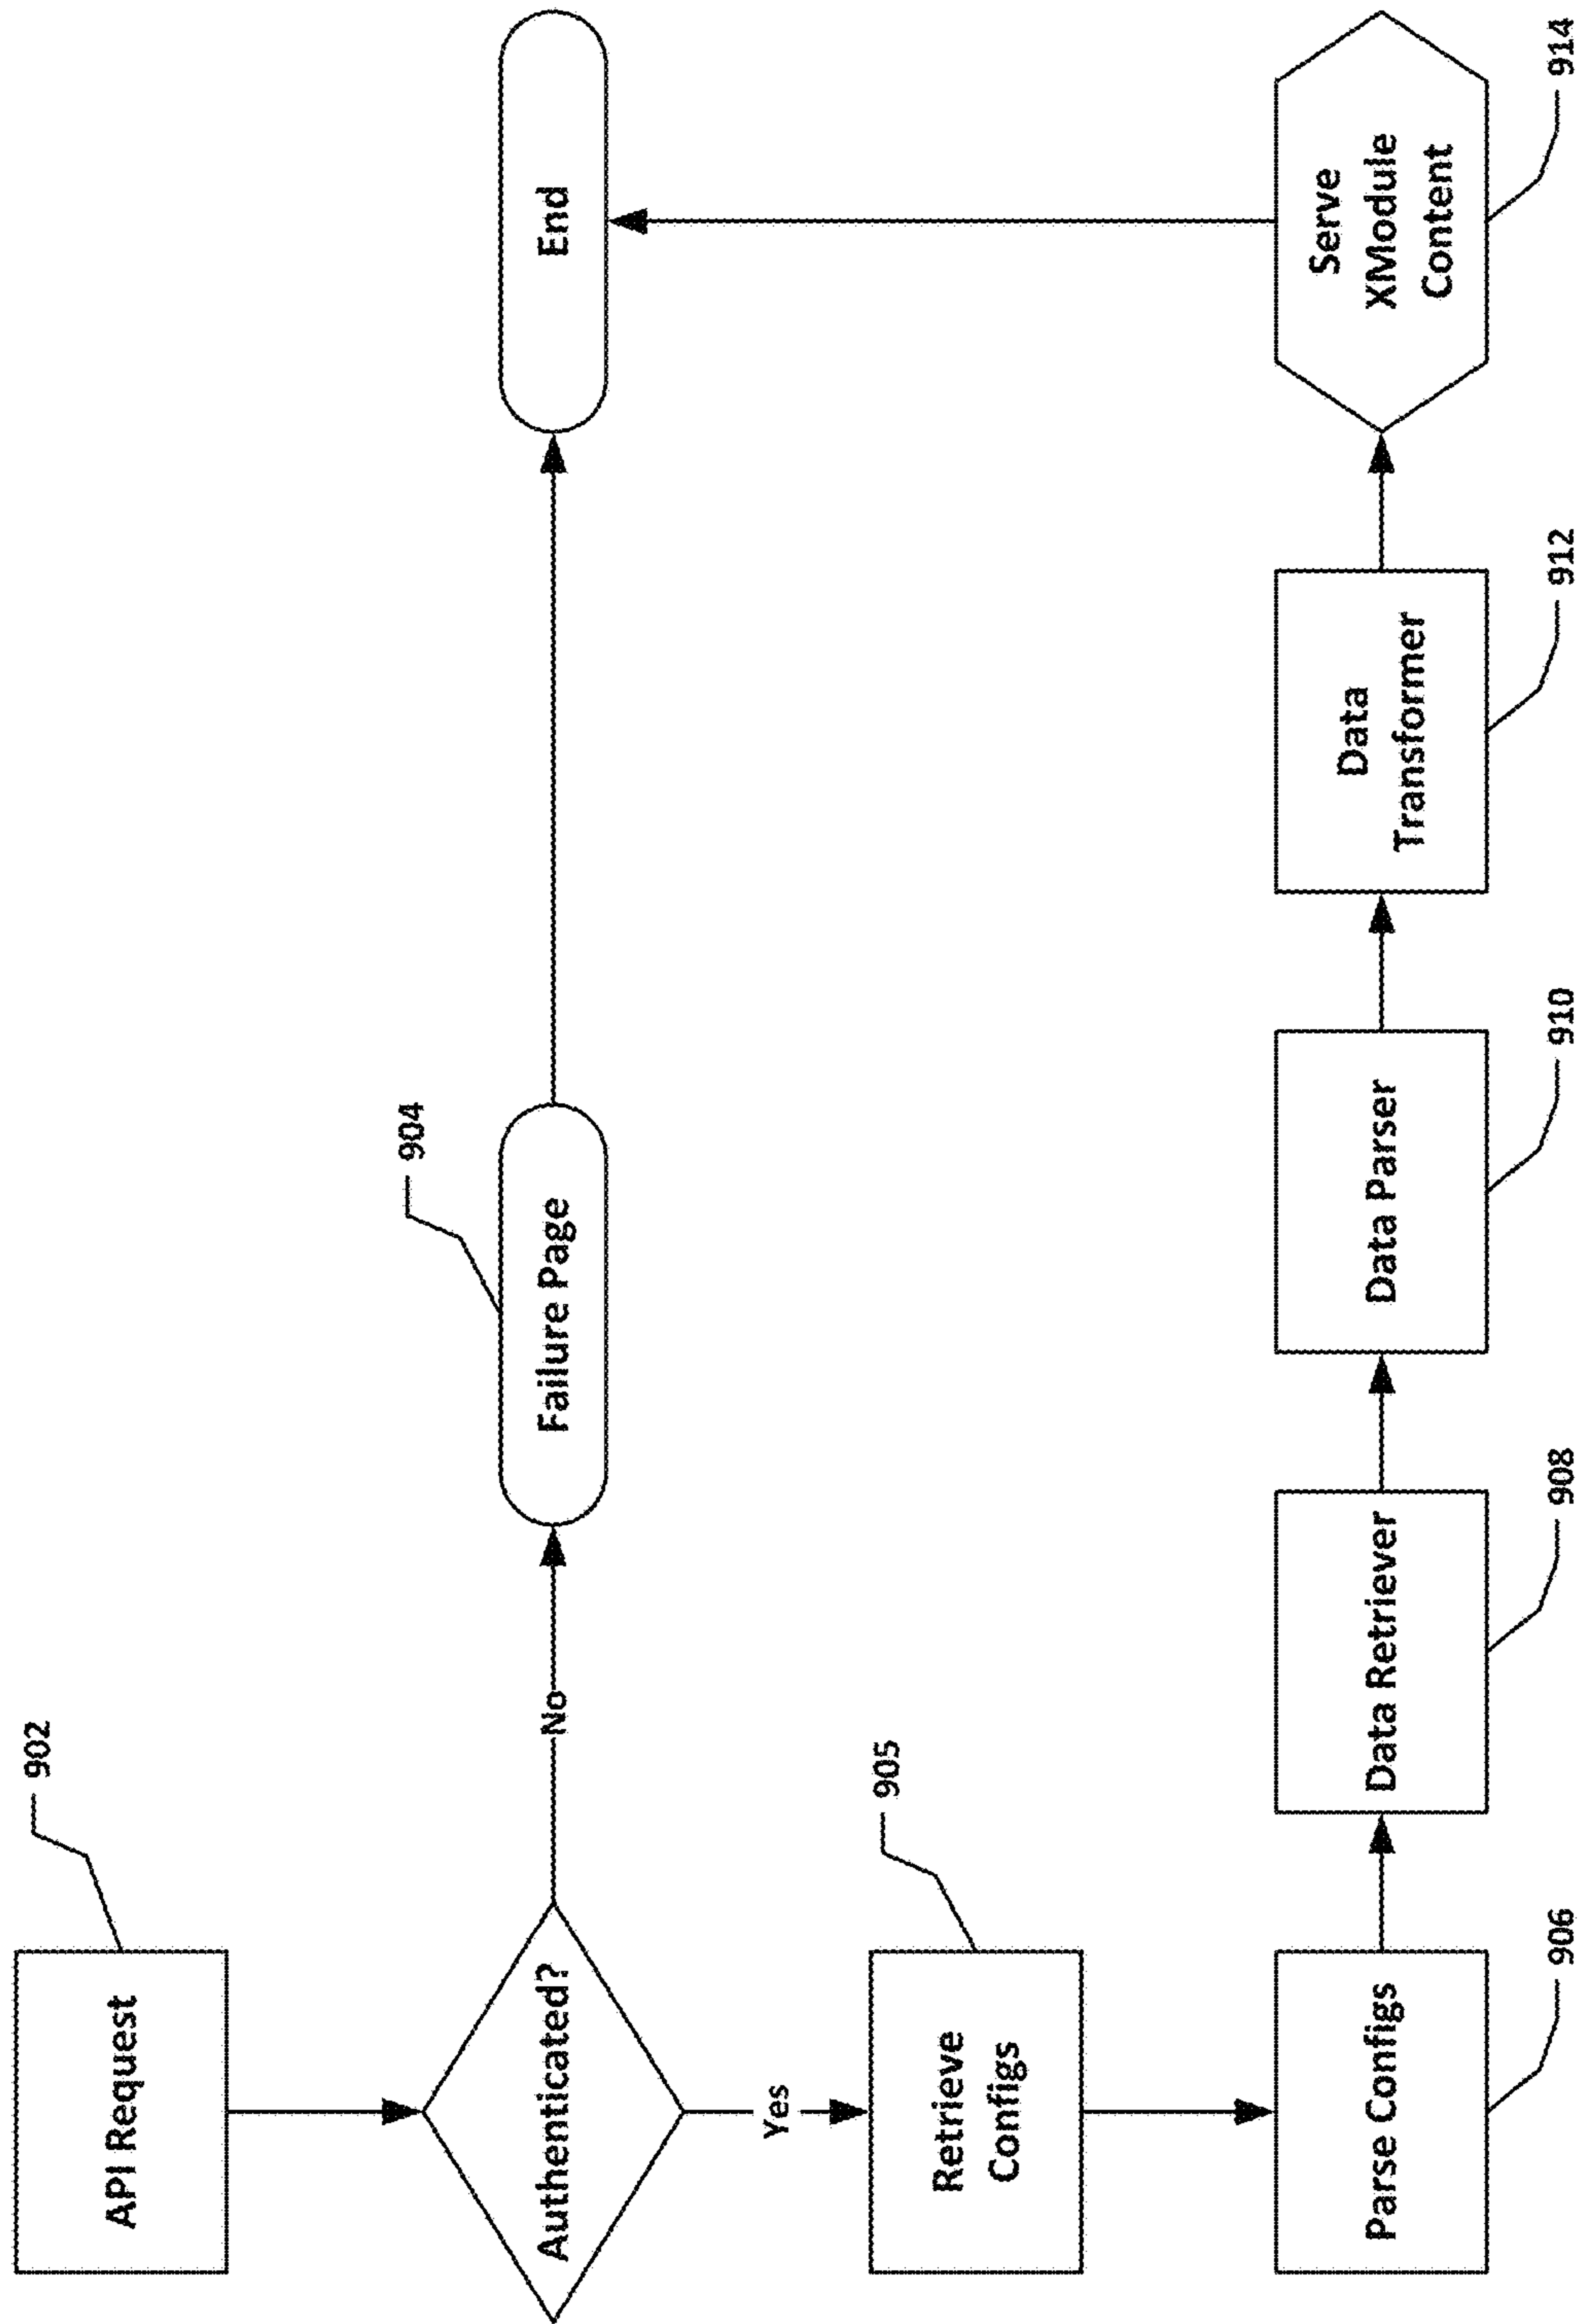 902
API Request
Authenticated?
No
904
Failure Page
End
Yes
905
Retrieve
Configs
Parse Configs
906
Data Retriever
908
Data Parser
910
Data
Transformer
912
Serve
XModule
Content
914